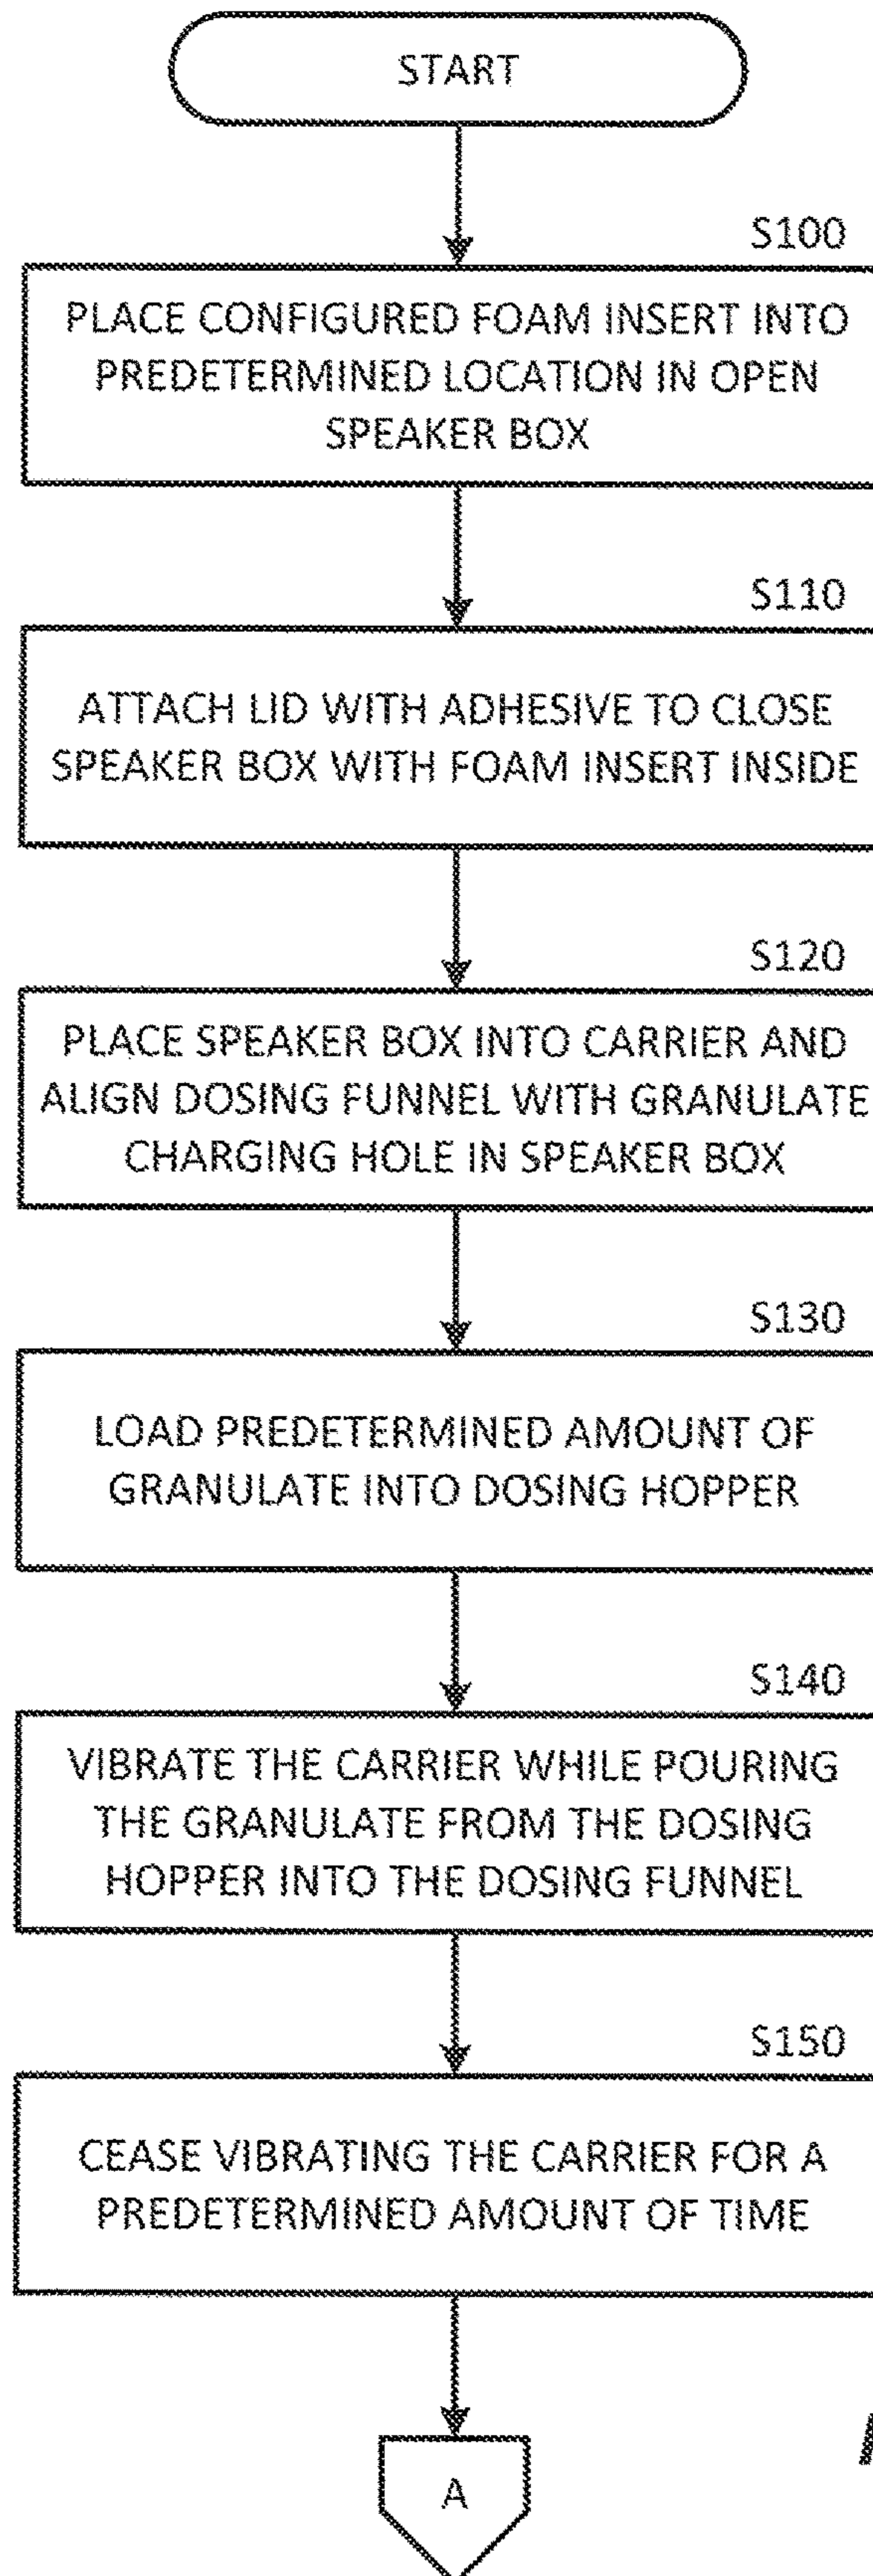 START
S100
PLACE CONFIGURED FOAM INSERT INTO
PREDETERMINED LOCATION IN OPEN
SPEAKER BOX
S110
ATTACH LID WITH ADHESIVE TO CLOSE
SPEAKER BOX WITH FOAM INSERT INSIDE
S120
PLACE SPEAKER BOX INTO CARRIER AND
ALIGN DOSING FUNNEL WITH GRANULATE
CHARGING HOLE IN SPEAKER BOX
S130
LOAD PREDETERMINED AMOUNT OF
GRANULATE INTO DOSING HOPPER
S140
VIBRATE THE CARRIER WHILE POURING
THE GRANULATE FROM THE DOSING
HOPPER INTO THE DOSING FUNNEL
S150
CEASE VIBRATING THE CARRIER FOR A
PREDETERMINED AMOUNT OF TIME
A